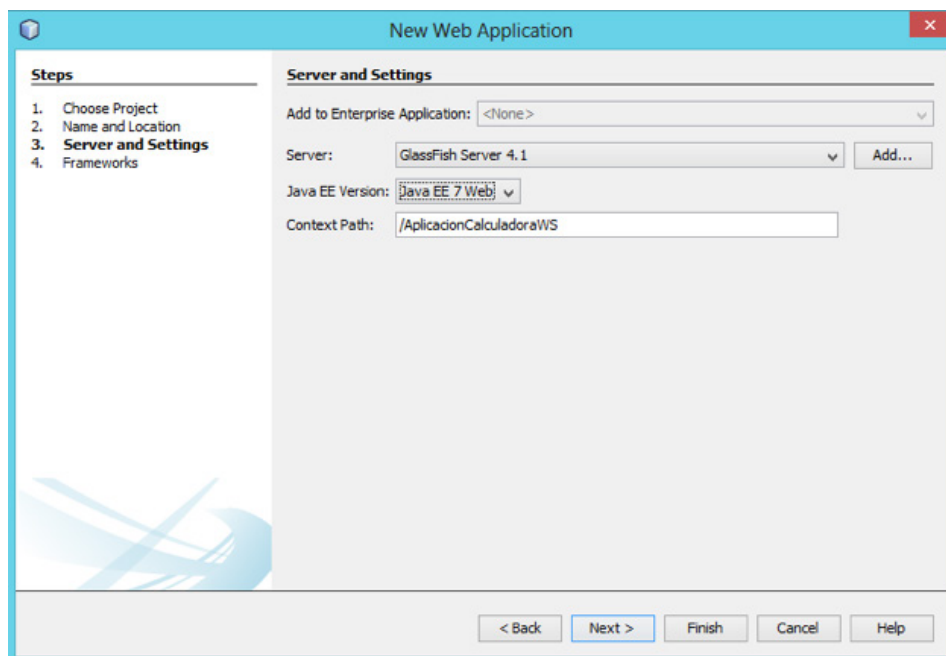 New Web Application
Steps
1. Choose Project
2. Name and Location
3. Server and Settings
4. Frameworks
Server and Settings
Add to Enterprise Application: <None>
Server: GlassFish Server 4.1 Add...
Java EE Version: Java EE 7 Web
Context Path: /AplicacionCalculadoraWS
< Back Next > Finish Cancel Help